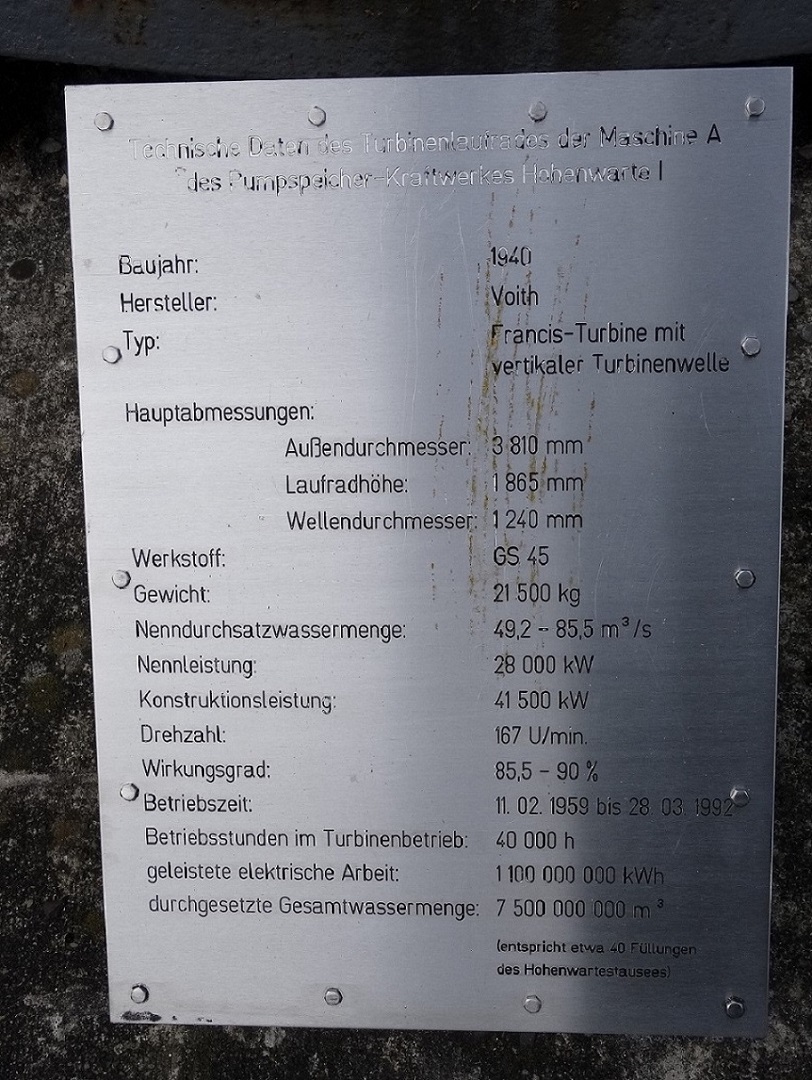 Technische Daten des Turbinenlaufrades der Maschine A
des Pumpspeicher-Kraftwerkes Hohenwarte I
Baujahr: 1940
Hersteller: Voith
Typ: Francis-Turbine mit
vertikaler Turbinenwelle
Hauptabmessungen:
Außendurchmesser: 3 810 mm
Laufradhöhe: 1 865 mm
Wellendurchmesser: 1 240 mm
Werkstoff: GS 45
Gewicht: 21 500 kg
Nenndurchsatzwassermenge: 49,2 - 85,5 m³/s
Nennleistung: 28 000 kW
Konstruktionsleistung: 41 500 kW
Drehzahl: 167 U/min.
Wirkungsgrad: 85,5 - 90 %
Betriebszeit: 11. 02. 1959 bis 28. 03. 1992
Betriebsstunden im Turbinenbetrieb: 40 000 h
geleistete elektrische Arbeit: 1 100 000 000 kWh
durchgesetzte Gesamtwassermenge: 7 500 000 000 m³
(entspricht etwa 40 Füllungen
des Hohenwartestausees)